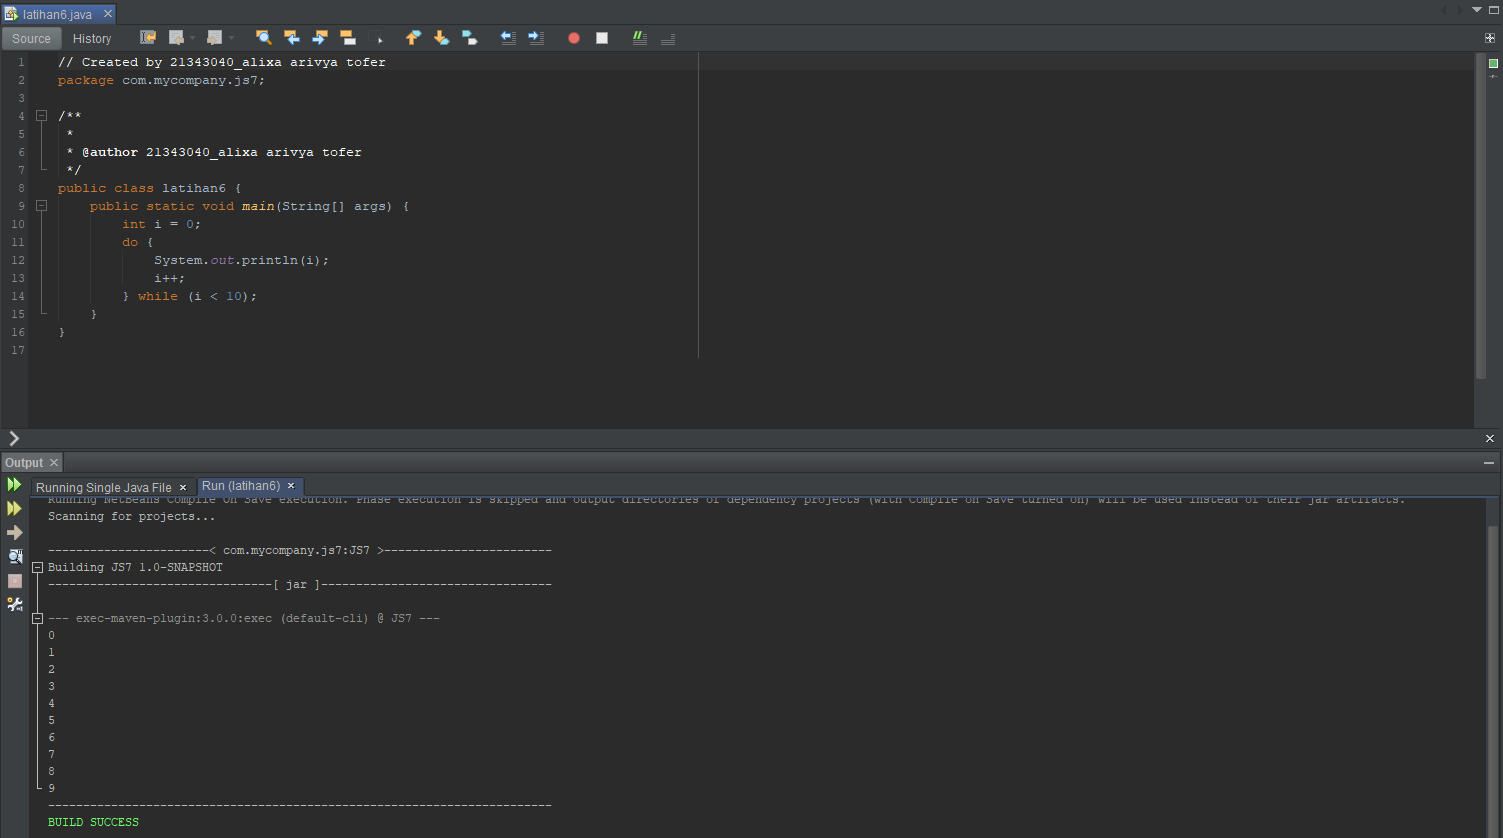 latihan6.java
Source History
1 // Created by 21343040_alixa arivya tofer
2 package com.mycompany.js7;
3
4 /**
5 *
6 * @author 21343040_alixa arivya tofer
7 */
8 public class latihan6 {
9 public static void main(String[] args) {
10 int i = 0;
11 do {
12 System.out.println(i);
13 i++;
14 } while (i < 10);
15 }
16 }
17
Output
Running Single Java File Run (latihan6)
Running NetBeans Compile On Save execution. Phase execution is skipped and output directories of dependency projects (with Compile on Save turned on) will be used instead of their jar artifacts.
Scanning for projects...
-----------------------< com.mycompany.js7:JS7 >------------------------
Building JS7 1.0-SNAPSHOT
--------------------------------[ jar ]---------------------------------
--- exec-maven-plugin:3.0.0:exec (default-cli) @ JS7 ---
0
1
2
3
4
5
6
7
8
9
------------------------------------------------------------------------
BUILD SUCCESS